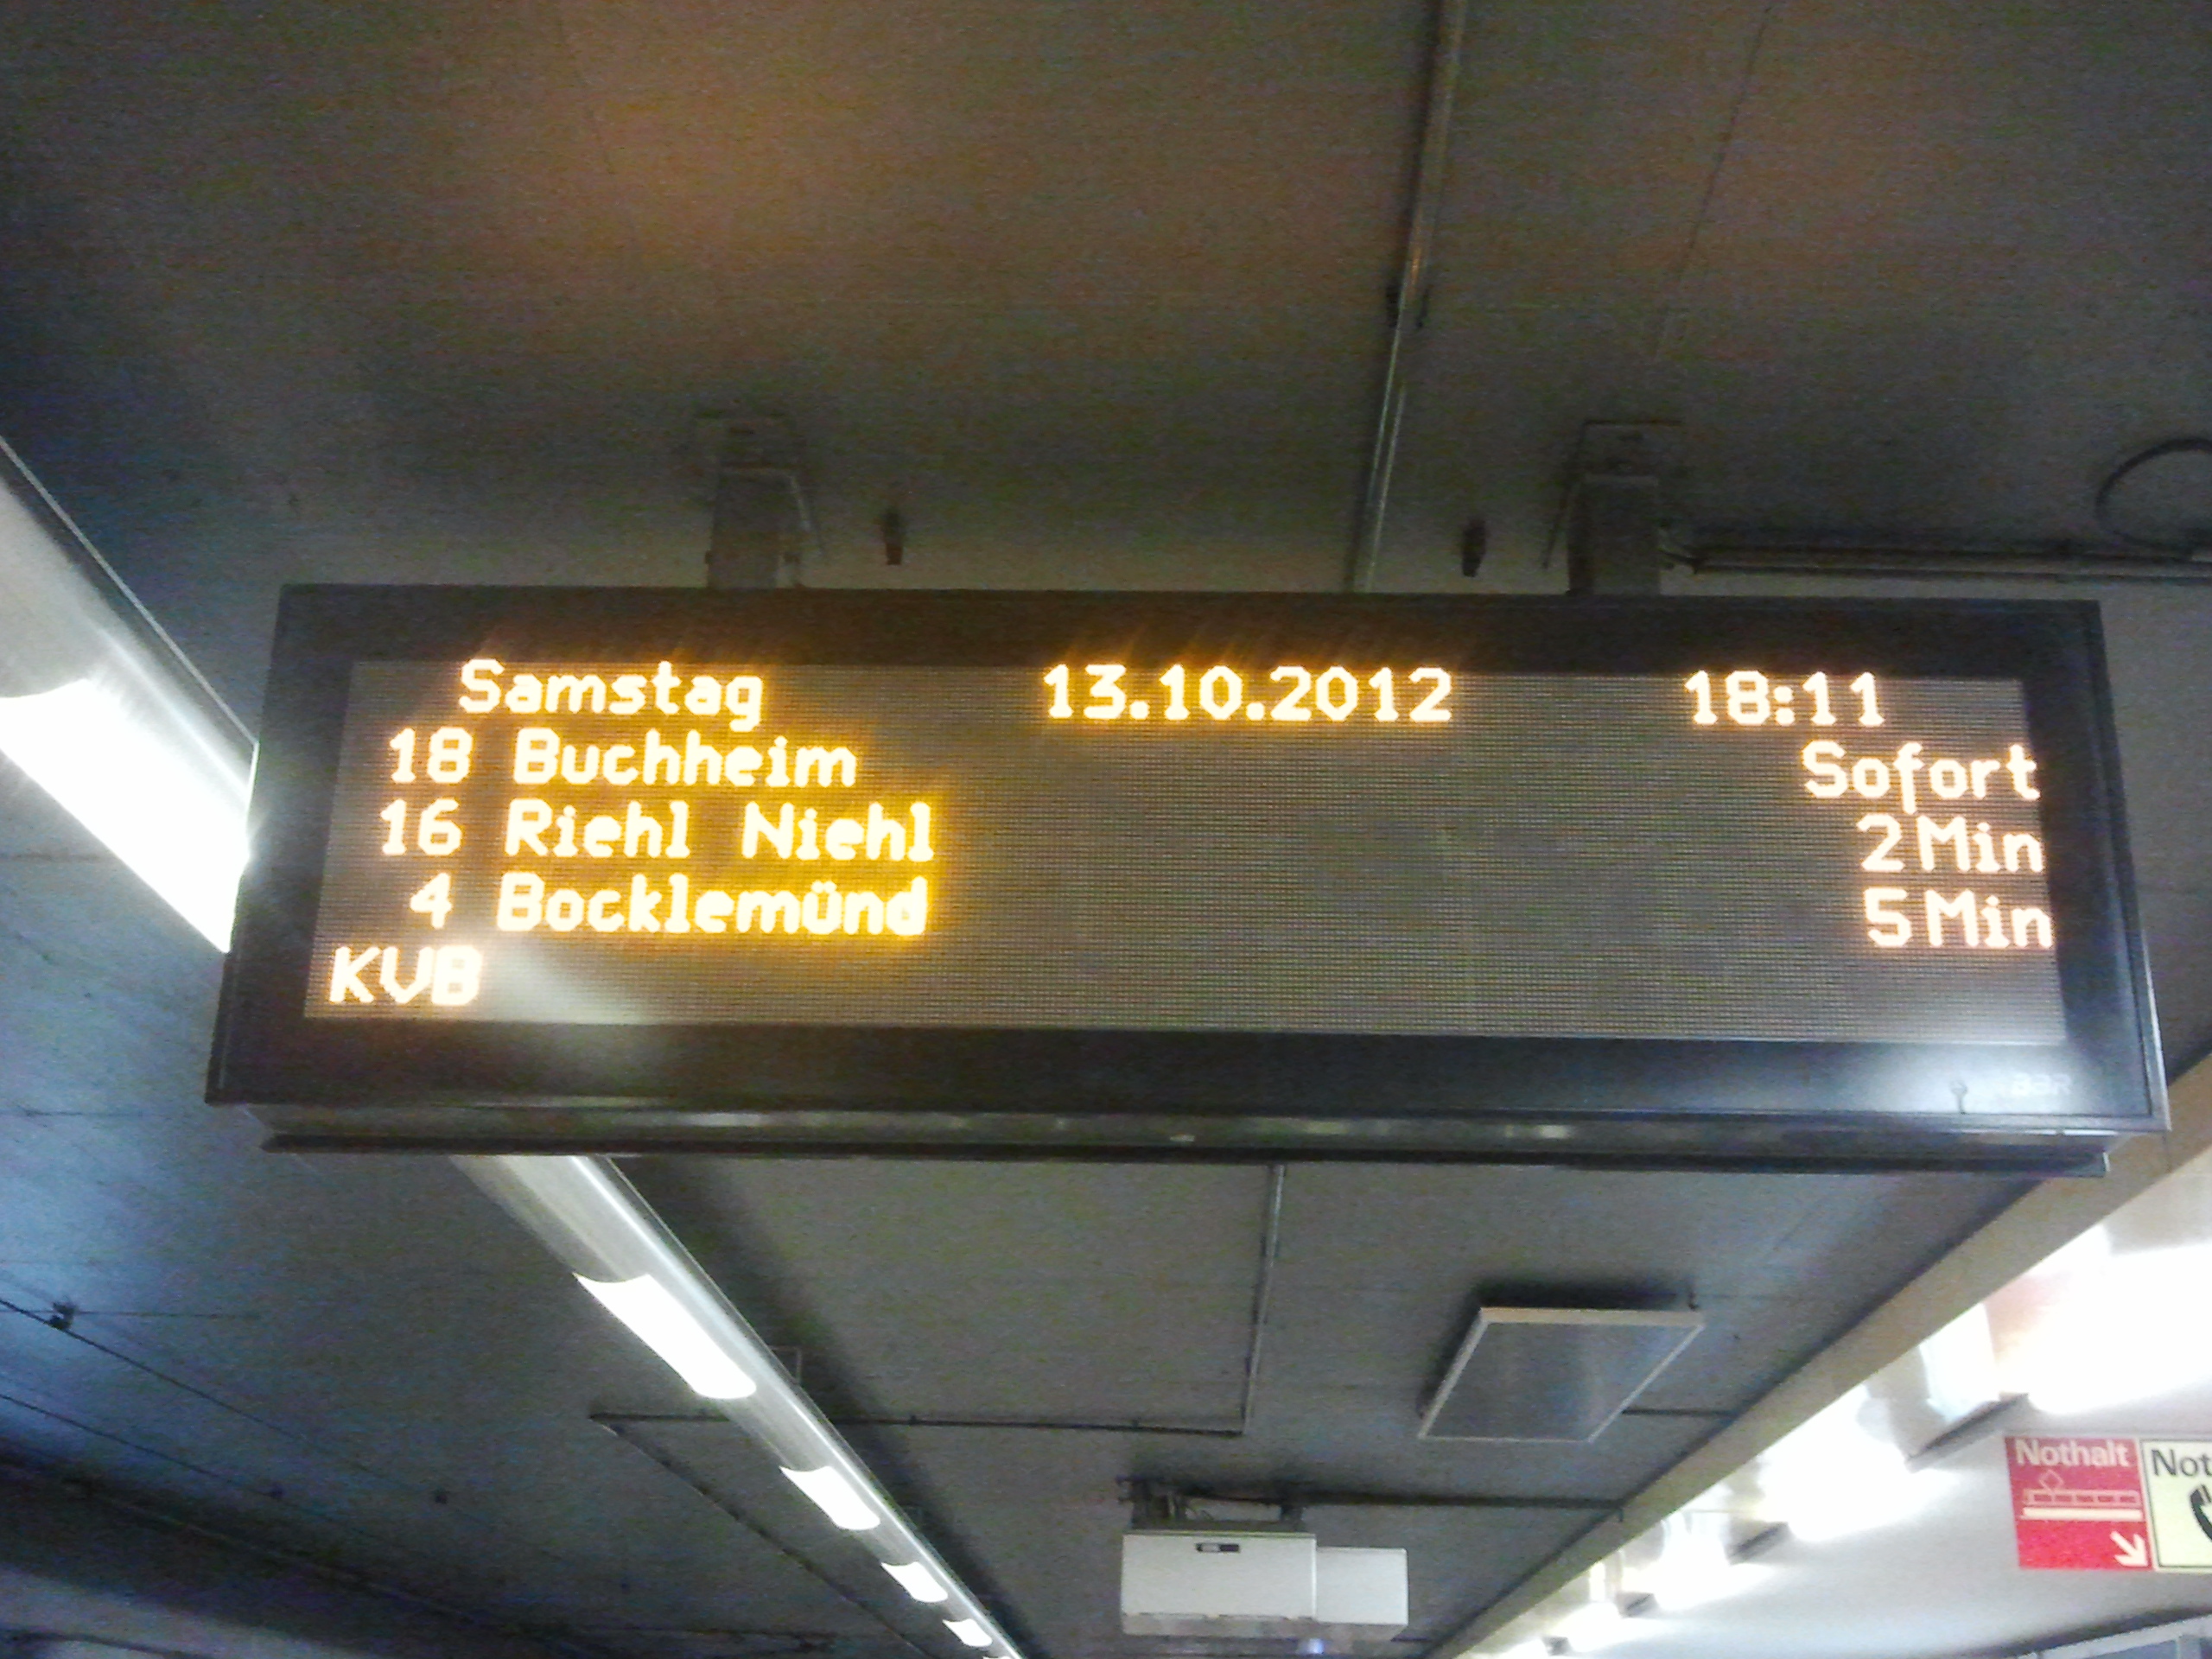 Samstag 13.10.2012 18:11
18 Buchheim Sofort
16 Riehl Niehl 2 Min
4 Bocklemünd 5 Min
KVB
Nothalt